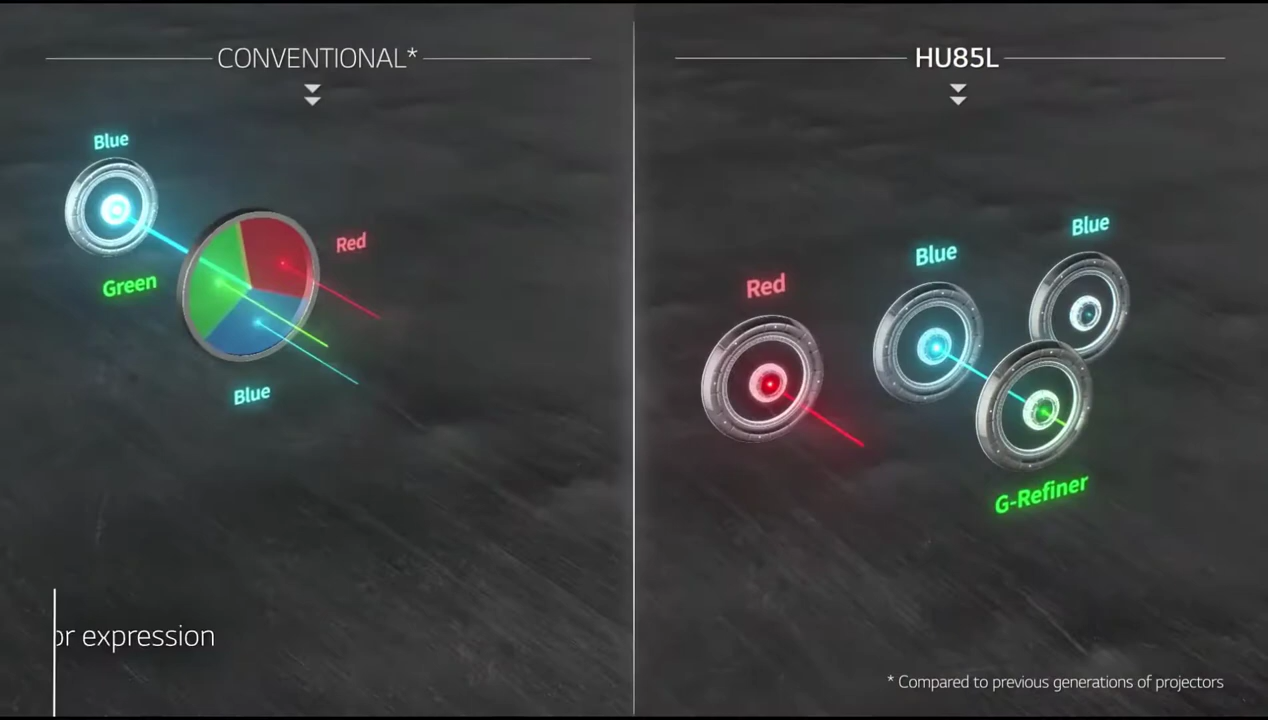 CONVENTIONAL*
Blue
Green
Red
Blue
HU85L
Red
Blue
Blue
G-Refiner
expression
* Compared to previous generations of projectors